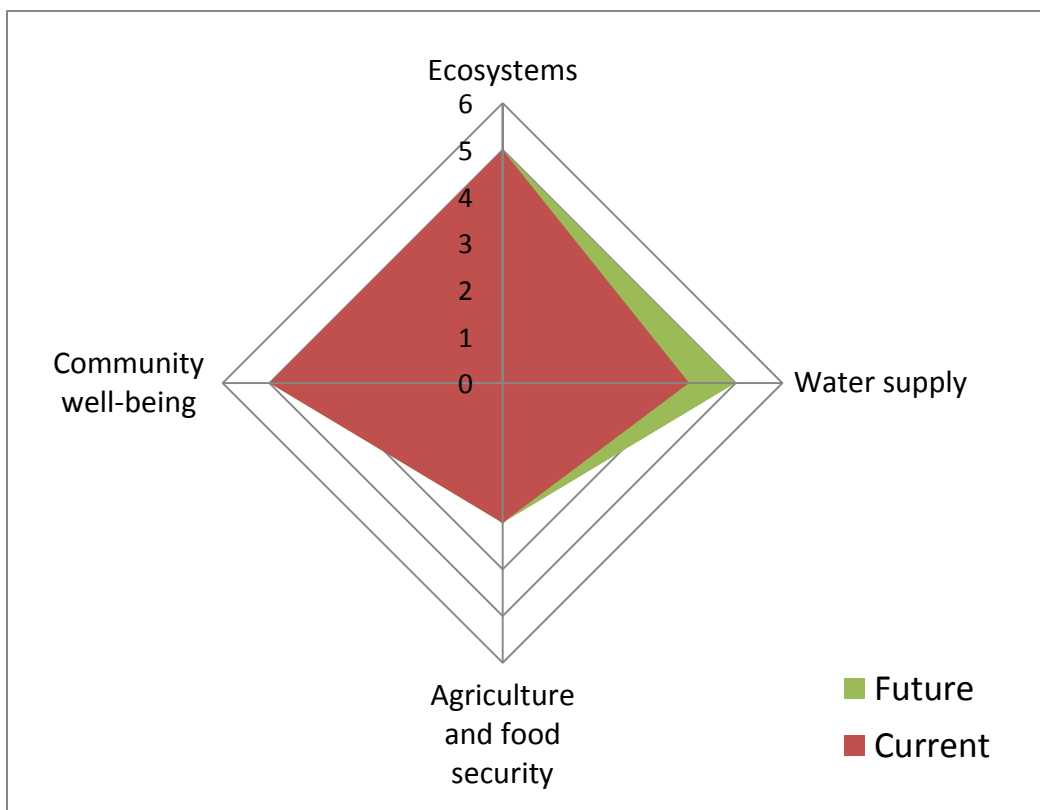 Ecosystems
6
5
4
3
2
1
0
Community
well-being
Water supply
Agriculture
and food
security
Future
Current